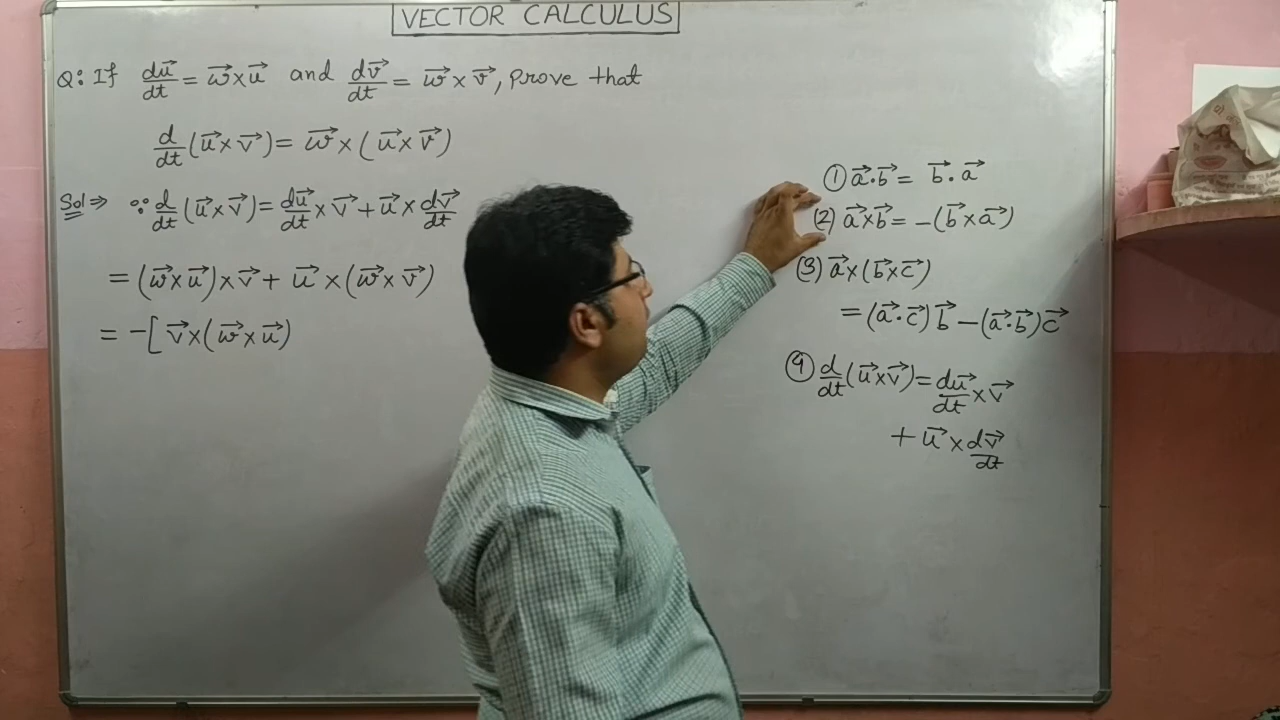 VECTOR CALCULUS
Q: If du⃗/dt = w⃗ × u⃗ and dv⃗/dt = w⃗ × v⃗, prove that
d/dt (u⃗ × v⃗) = w⃗ × (u⃗ × v⃗)
Sol ⇒ ∵ d/dt (u⃗ × v⃗) = du⃗/dt × v⃗ + u⃗ × dv⃗/dt
= (w⃗ × u⃗) × v⃗ + u⃗ × (w⃗ × v⃗)
= -[v⃗ × (w⃗ × u⃗)
① a⃗·b⃗ = b⃗·a⃗
(2) a⃗ × b⃗ = -(b⃗ × a⃗)
(3) a⃗ × (b⃗ × c⃗)
= (a⃗·c⃗) b⃗ - (a⃗·b⃗) c⃗
④ d/dt (u⃗ × v⃗) = du⃗/dt × v⃗
+ u⃗ × dv⃗/dt